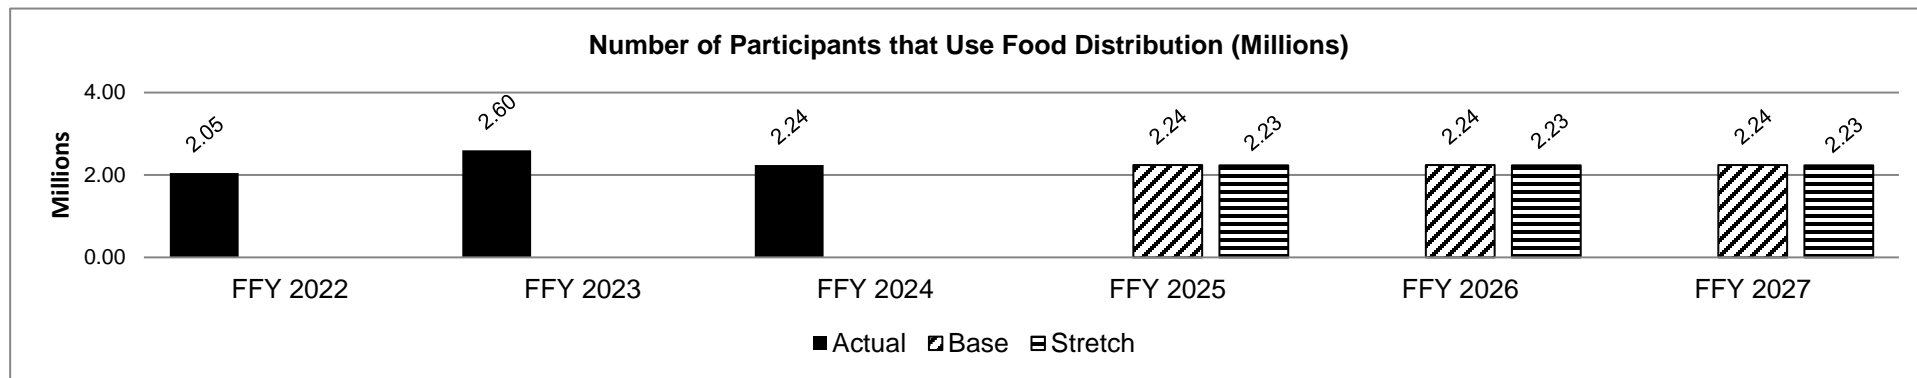 Number of Participants that Use Food Distribution (Millions)
Millions
4.00
2.00
0.00
2.05
2.60
2.24
2.24
2.23
2.24
2.23
2.24
2.23
FFY 2022
FFY 2023
FFY 2024
FFY 2025
FFY 2026
FFY 2027
Actual
Base
Stretch